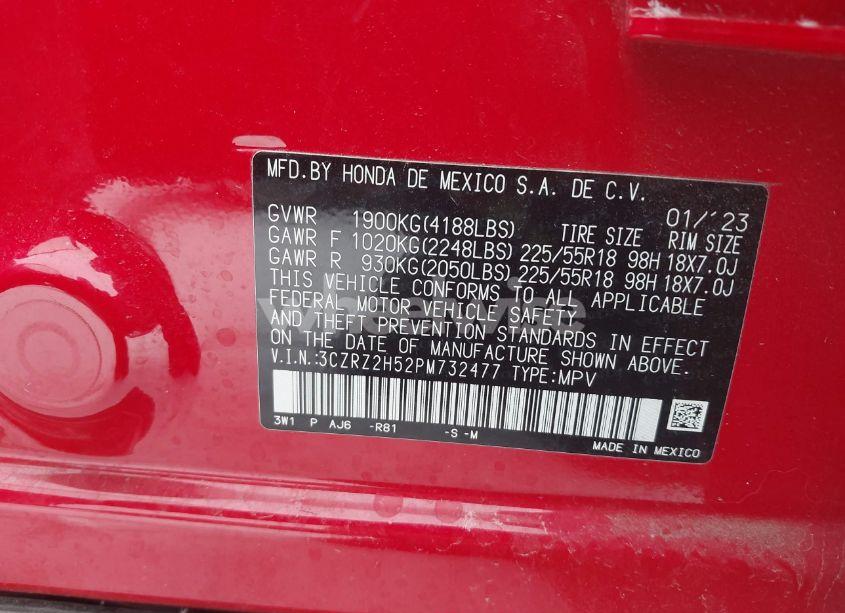 MFD.BY HONDA DE MEXICO S.A. DE C.V.
01/'23
GVWR 1900KG(4188LBS) TIRE SIZE RIM SIZE
GAWR F 1020KG(2248LBS) 225/55R18 98H 18X7.0J
GAWR R 930KG(2050LBS) 225/55R18 98H 18X7.0J
THIS VEHICLE CONFORMS TO ALL APPLICABLE
FEDERAL MOTOR VEHICLE SAFETY
AND THEFT PREVENTION STANDARDS IN EFFECT
ON THE DATE OF MANUFACTURE SHOWN ABOVE.
V.I.N.:3CZRZ2H52PM732477 TYPE:MPV
3W1 P AJ6 -R81 -S -M
MADE IN MEXICO